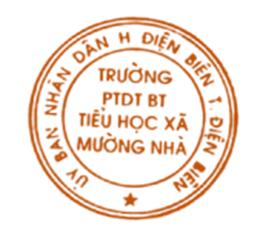 ỦY BAN NHÂN DÂN H ĐIỆN BIÊN T. ĐIỆN BIÊN
TRƯỜNG
PTDT BT
TIỂU HỌC XÃ
MƯỜNG NHÀ